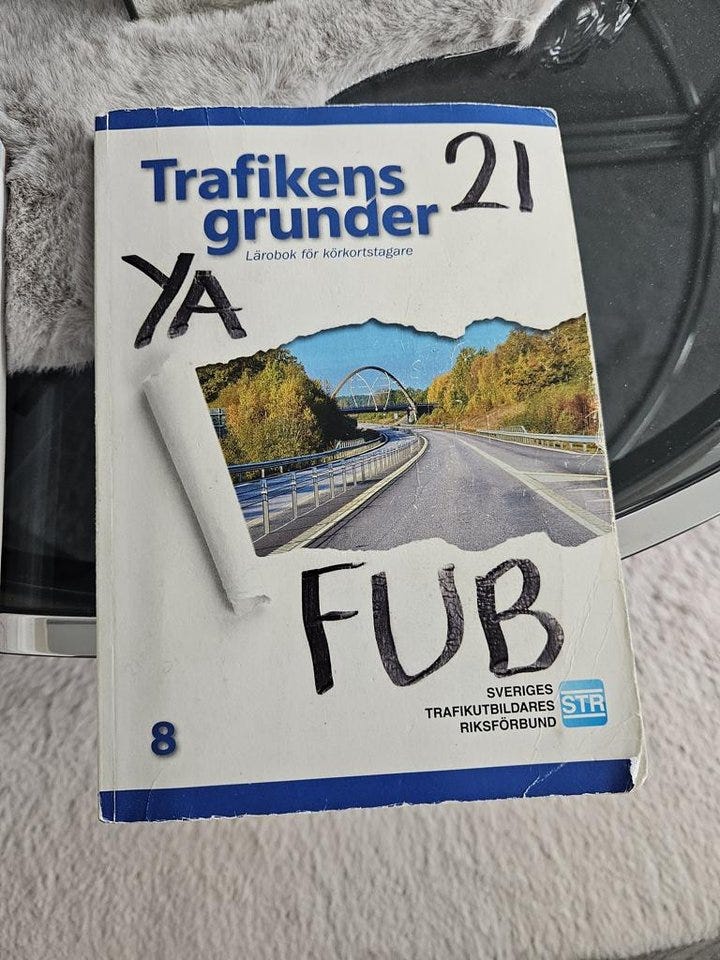 Trafikens
grunder
21
Lärobok för körkortstagare
YA
FUB
SVERIGES
TRAFIKUTBILDARES
RIKSFÖRBUND
STR
8